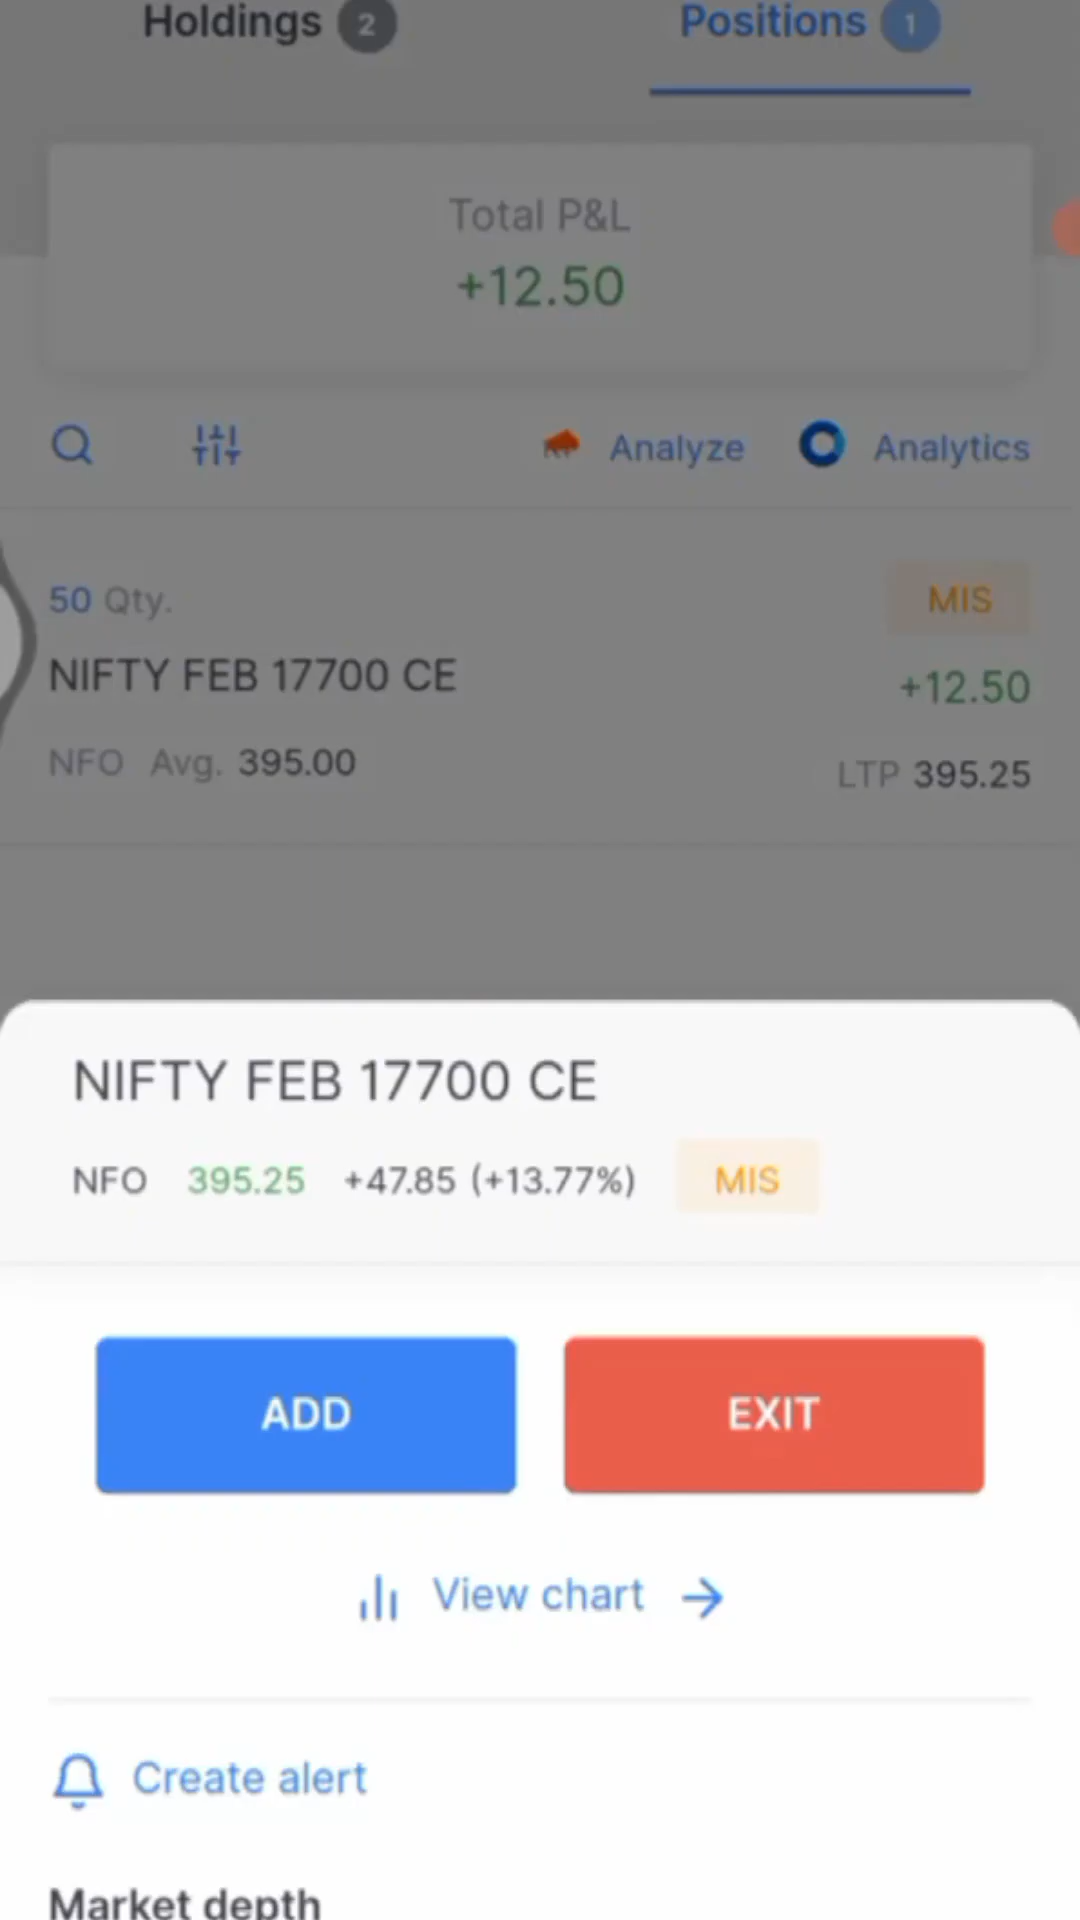 Holdings 2 Positions 1
Total P&L
+12.50
Analyze Analytics
50 Qty. MIS
NIFTY FEB 17700 CE +12.50
NFO Avg. 395.00 LTP 395.25
NIFTY FEB 17700 CE
NFO 395.25 +47.85 (+13.77%) MIS
ADD EXIT
View chart
Create alert
Market depth